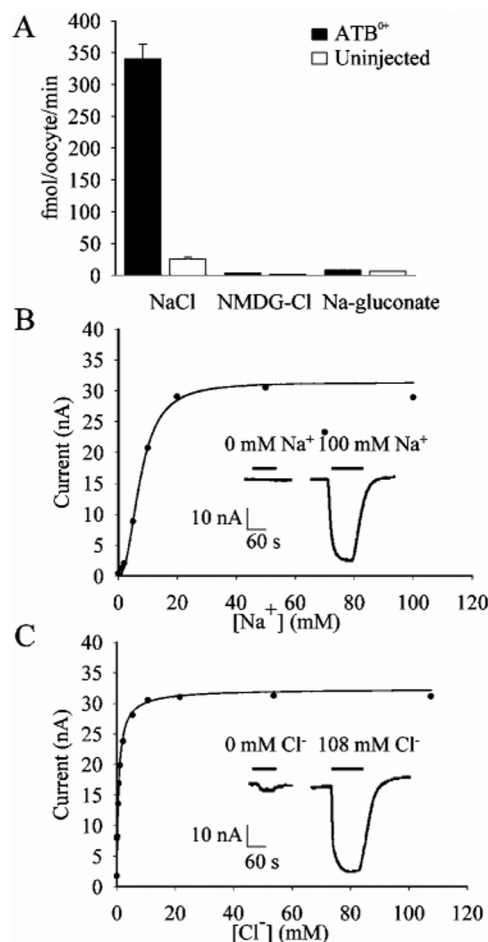 A
ATB⁰⁺
Uninjected
fmol/oocyte/min
400
350
300
250
200
150
100
50
0
NaCl NMDG-Cl Na-gluconate
B
Current (nA)
40
35
30
25
20
15
10
5
0
0 mM Na⁺ 100 mM Na⁺
10 nA
60 s
0 20 40 60 80 100 120
[Na⁺] (mM)
C
Current (nA)
40
35
30
25
20
15
10
5
0
0 mM Cl⁻ 108 mM Cl⁻
10 nA
60 s
0 20 40 60 80 100 120
[Cl⁻] (mM)